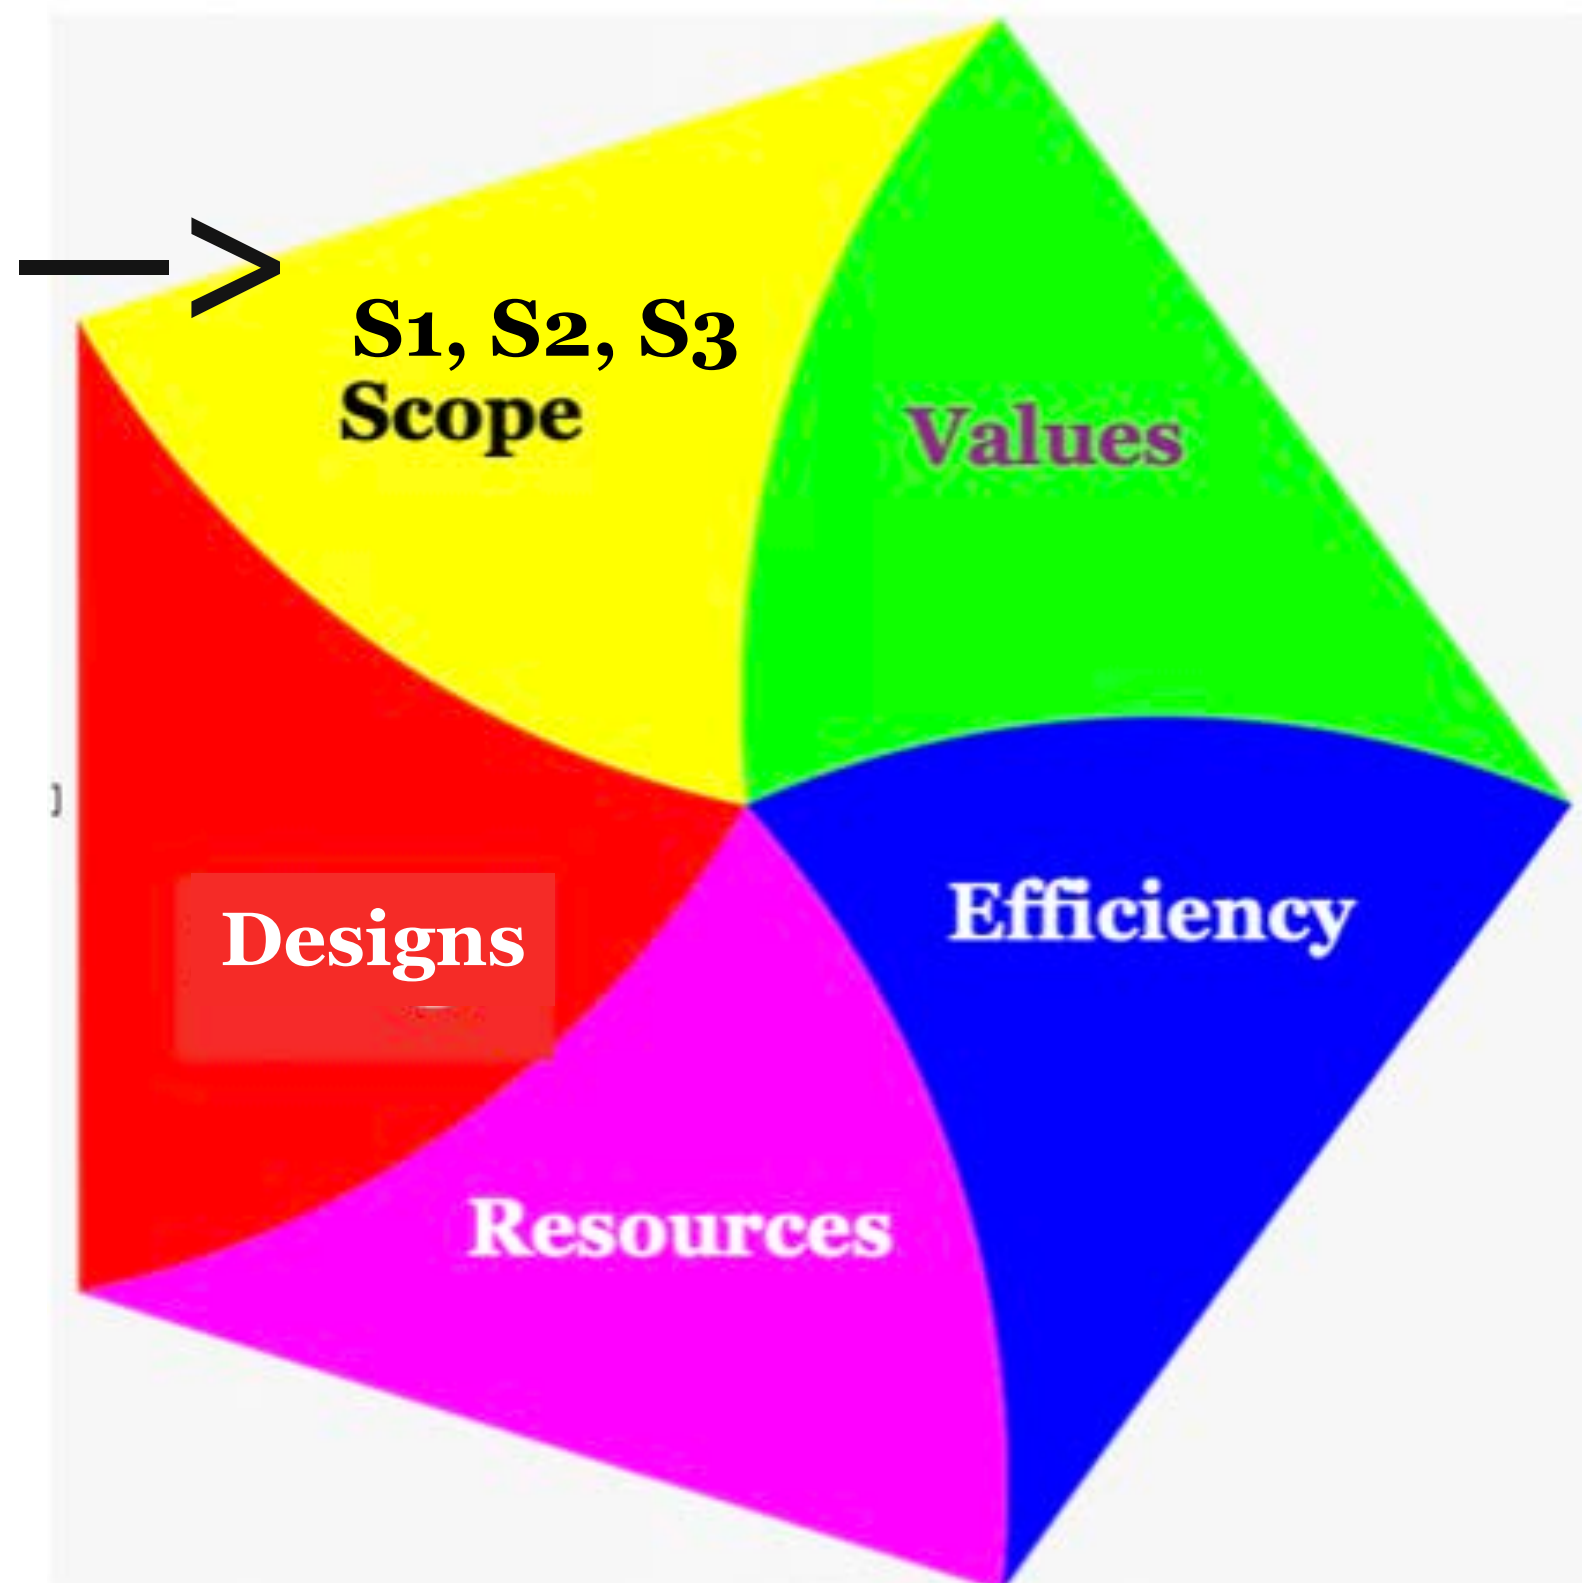 S1, S2, S3
Scope
Values
Designs
Efficiency
Resources